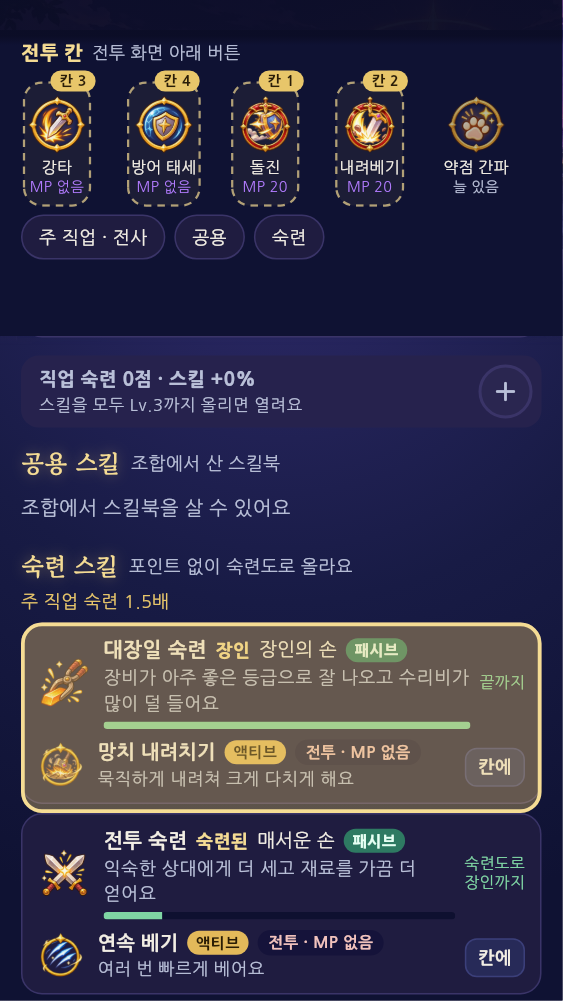 전투 칸 전투 화면 아래 버튼
칸 3 칸 4 칸 1 칸 2
강타 방어 태세 돌진 내려베기 약점 간파
MP 없음 MP 없음 MP 20 MP 20 늘 있음
주 직업 · 전사 공용 숙련
직업 숙련 0점 · 스킬 +0%
스킬을 모두 Lv.3까지 올리면 열려요
공용 스킬 조합에서 산 스킬북
조합에서 스킬북을 살 수 있어요
숙련 스킬 포인트 없이 숙련도로 올라요
주 직업 숙련 1.5배
대장일 숙련 장인 장인의 손 패시브
장비가 아주 좋은 등급으로 잘 나오고 수리비가 끝까지
많이 덜 들어요
망치 내려치기 액티브 전투 · MP 없음
묵직하게 내려쳐 크게 다치게 해요 칸에
전투 숙련 숙련된 매서운 손 패시브
익숙한 상대에게 더 세고 재료를 가끔 더 숙련도로
얻어요 장인까지
연속 베기 액티브 전투 · MP 없음
여러 번 빠르게 베어요 칸에